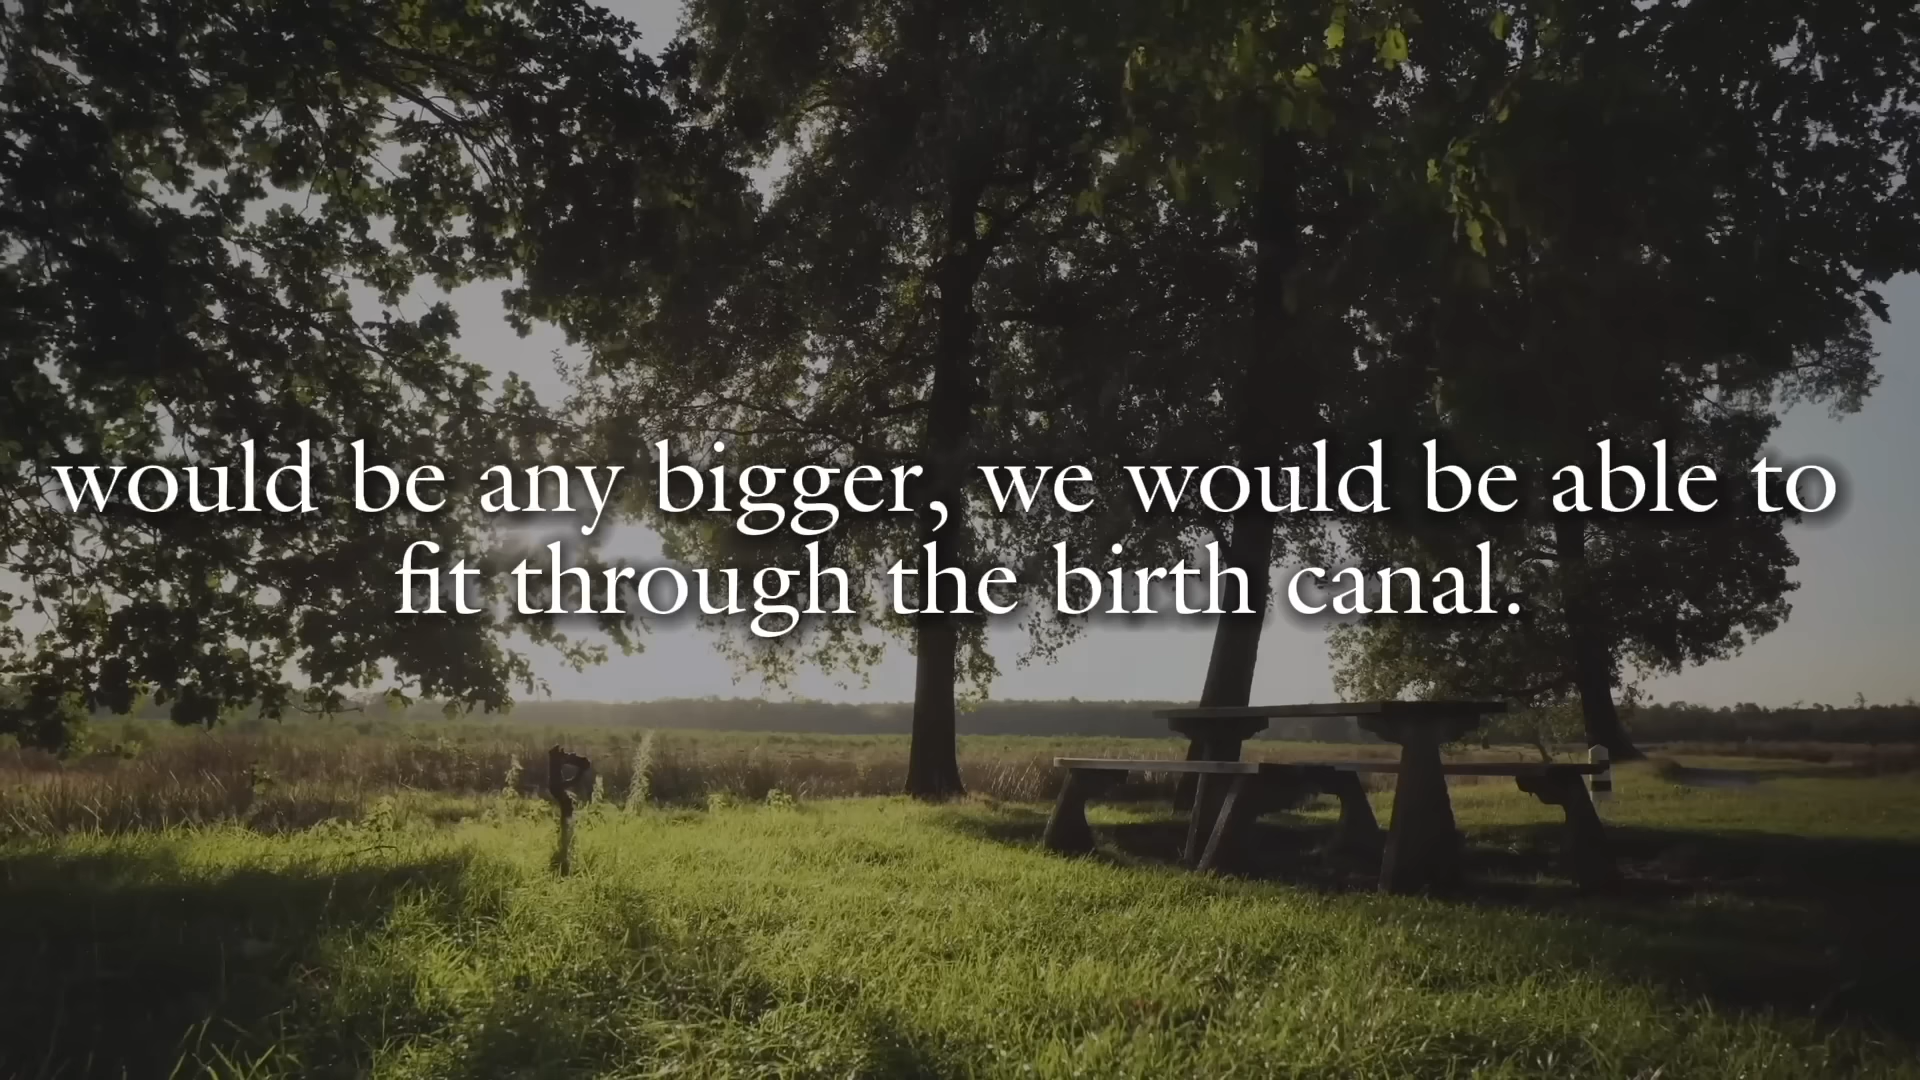 would be any bigger, we would be able to
fit through the birth canal.